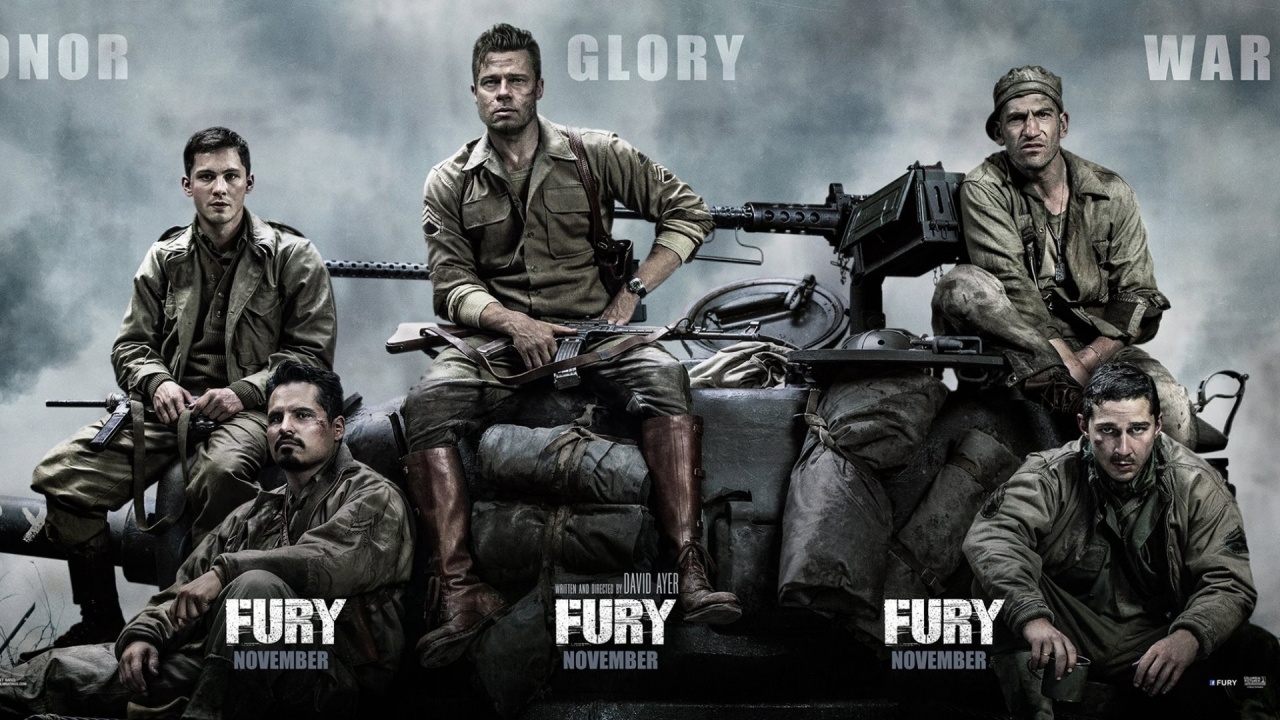 ONOR
GLORY
WAR
WRITTEN AND DIRECTED BY DAVID AYER
FURY
NOVEMBER
FURY
NOVEMBER
FURY
NOVEMBER
FURY